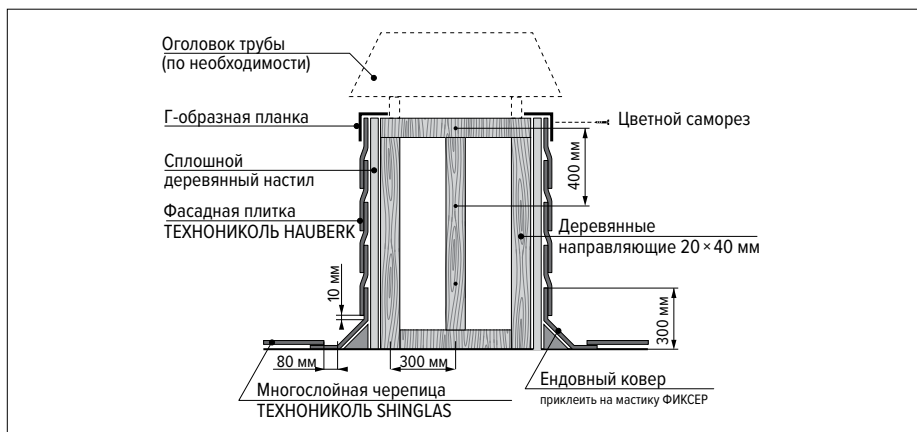 Оголовок трубы
(по необходимости)
Г-образная планка
Цветной саморез
Сплошной
деревянный настил
400 мм
Фасадная плитка
ТЕХНОНИКОЛЬ HAUBERK
Деревянные
направляющие 20 × 40 мм
10 мм
300 мм
80 мм
300 мм
Многослойная черепица
ТЕХНОНИКОЛЬ SHINGLAS
Ендовный ковер
приклеить на мастику ФИКСЕР